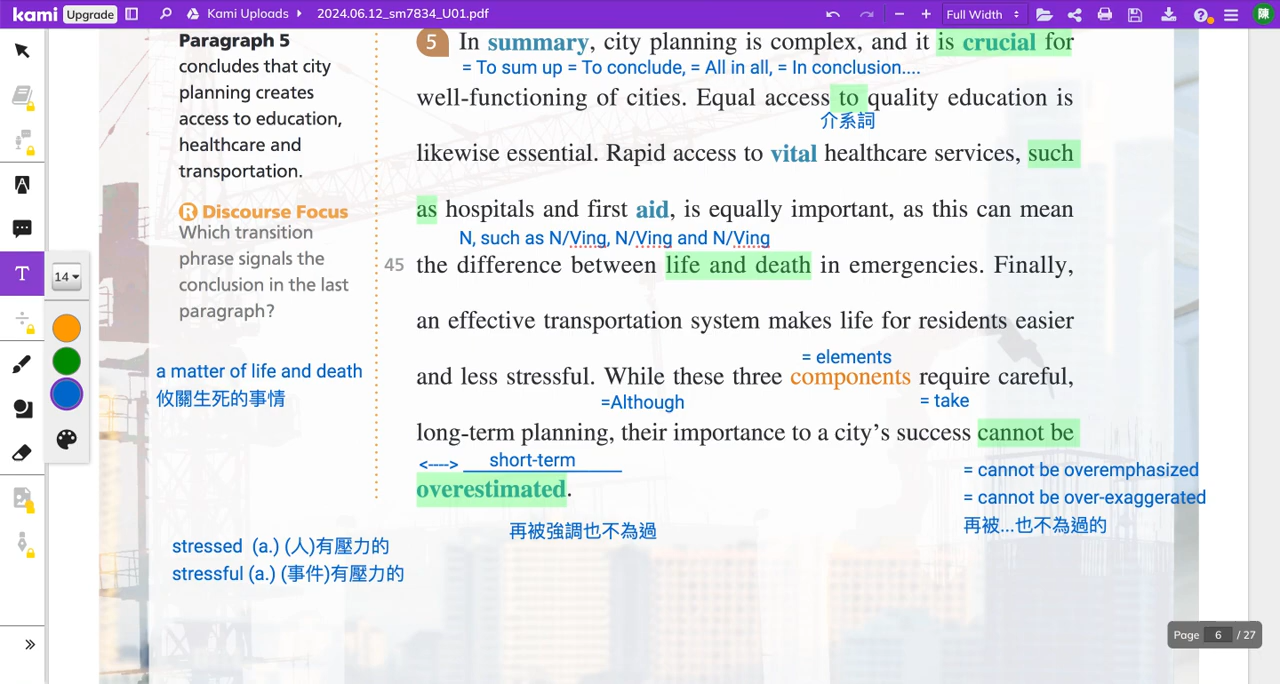 kami Upgrade Kami Uploads 2024.06.12_sm7834_U01.pdf Full Width 陳
Paragraph 5
concludes that city
planning creates
access to education,
healthcare and
transportation.
R Discourse Focus
Which transition
phrase signals the
conclusion in the last
paragraph?
a matter of life and death
攸關生死的事情
stressed (a.) (人)有壓力的
stressful (a.) (事件)有壓力的
T
14
5 In summary, city planning is complex, and it is crucial for
= To sum up = To conclude, = All in all, = In conclusion....
well-functioning of cities. Equal access to quality education is
介系詞
likewise essential. Rapid access to vital healthcare services, such
as hospitals and first aid, is equally important, as this can mean
N, such as N/Ving, N/Ving and N/Ving
45 the difference between life and death in emergencies. Finally,
an effective transportation system makes life for residents easier
= elements
and less stressful. While these three components require careful,
=Although = take
long-term planning, their importance to a city's success cannot be
<----> short-term
overestimated.
= cannot be overemphasized
= cannot be over-exaggerated
再被...也不為過的
再被強調也不為過
Page 6 / 27